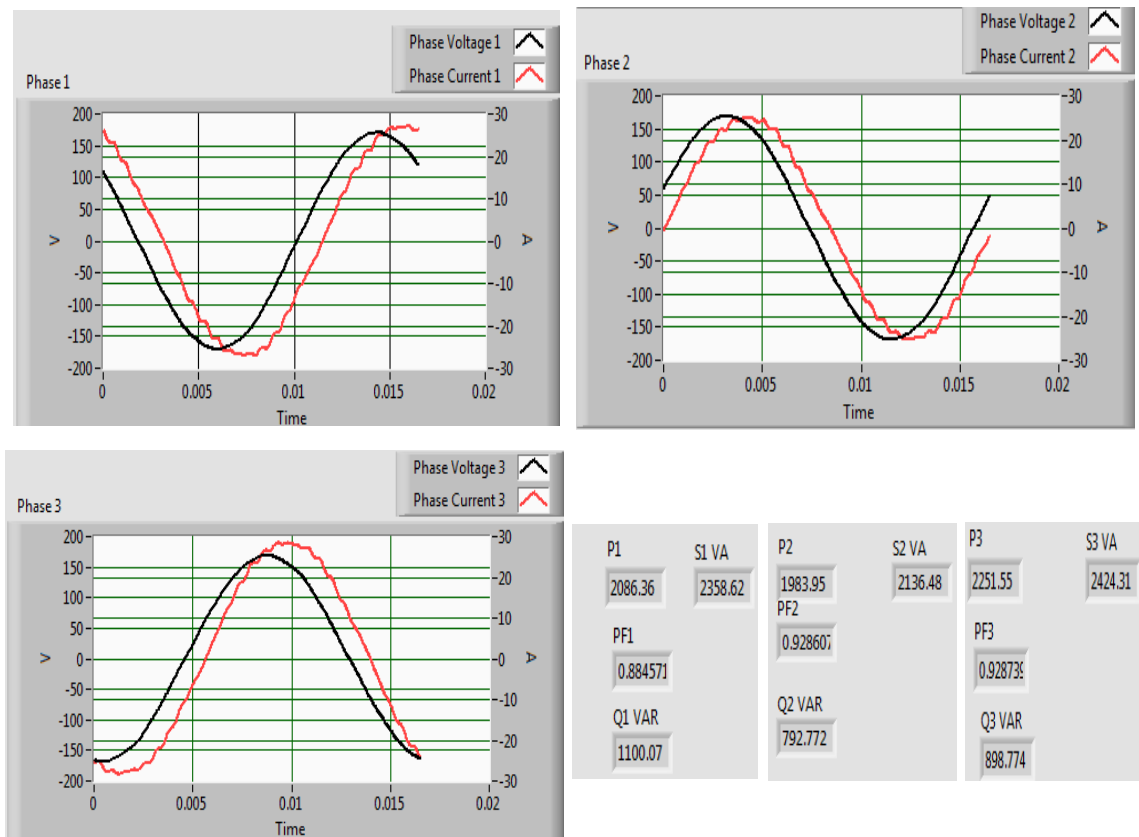 Phase Voltage 1
Phase Current 1
Phase 1
200 30
150 20
100 10
50
0 0
V A
-50
-100 -10
-150 -20
-200 -30
0 0.005 0.01 0.015 0.02
Time
Phase Voltage 2
Phase Current 2
Phase 2
200 30
150 20
100 10
50
0 0
V A
-50
-100 -10
-150 -20
-200 -30
0 0.005 0.01 0.015 0.02
Time
Phase Voltage 3
Phase Current 3
Phase 3
200 30
150 20
100 10
50
0 0
V A
-50
-100 -10
-150 -20
-200 -30
0 0.005 0.01 0.015 0.02
Time
P1 S1 VA
2086.36 2358.62
PF1
0.884571
Q1 VAR
1100.07
P2 S2 VA
1983.95 2136.48
PF2
0.928607
Q2 VAR
792.772
P3 S3 VA
2251.55 2424.31
PF3
0.928739
Q3 VAR
898.774